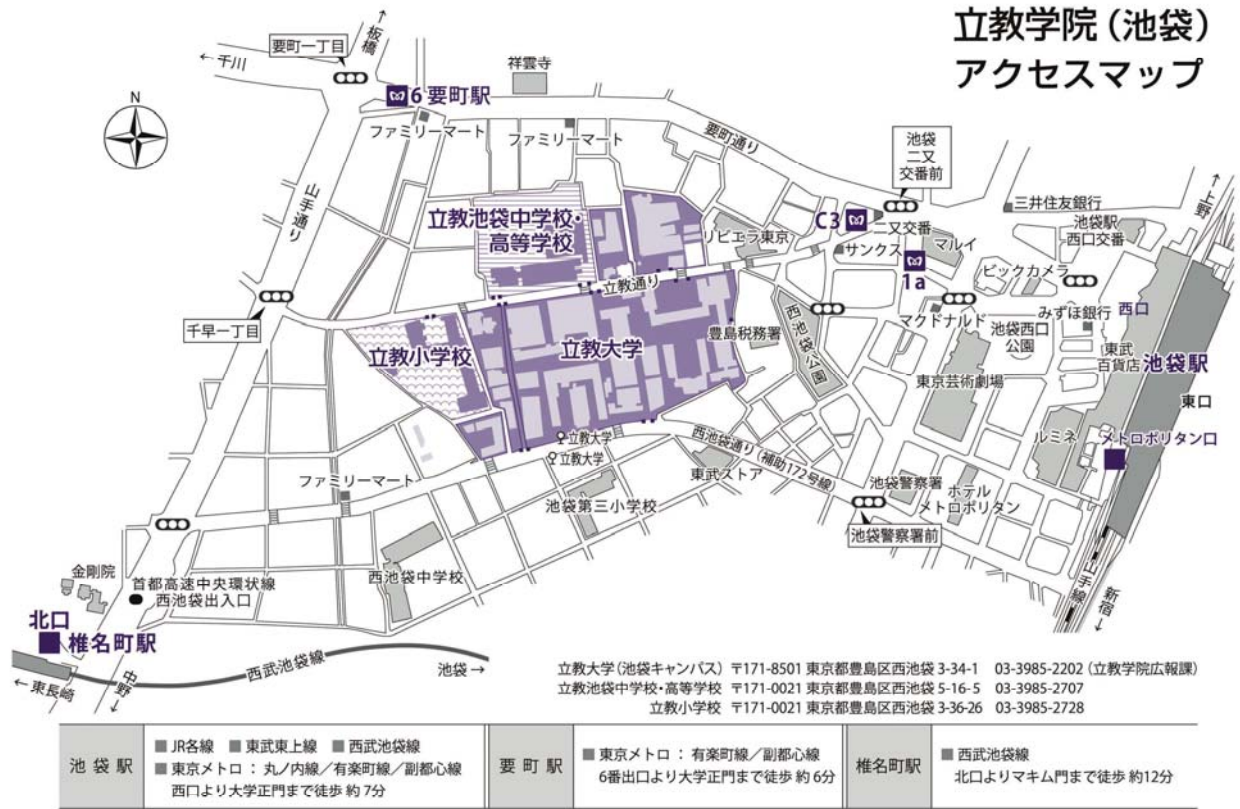 立教学院（池袋）
アクセスマップ
要町一丁目
↑板橋
←千川
祥雲寺
6 要町駅
N
ファミリーマート
ファミリーマート
要町通り
池袋
二又
交番前
↑上野
三井住友銀行
C3
二又交番
池袋駅
西口交番
山手通り
立教池袋中学校・
高等学校
リビエラ東京
サンクス
マルイ
1a
ビックカメラ
立教通り
千早一丁目
みずほ銀行
西口
マクドナルド
池袋西口
公園
立教小学校
立教大学
豊島税務署
西池袋公園
東武
百貨店
池袋駅
東京芸術劇場
東口
立教大学
立教大学
西池袋通り（補助172号線）
ルミネ
メトロポリタン口
東武ストア
ファミリーマート
池袋第三小学校
池袋警察署
ホテル
メトロポリタン
池袋警察署前
金剛院
首都高速中央環状線
西池袋出入口
西池袋中学校
山手線
新宿↓
北口
椎名町駅
西武池袋線
池袋→
←東長崎
中野↓
立教大学（池袋キャンパス） 〒171-8501 東京都豊島区西池袋 3-34-1 03-3985-2202（立教学院広報課）
立教池袋中学校・高等学校 〒171-0021 東京都豊島区西池袋 5-16-5 03-3985-2707
立教小学校 〒171-0021 東京都豊島区西池袋 3-36-26 03-3985-2728
池袋駅
■ JR各線 ■ 東武東上線 ■ 西武池袋線
■ 東京メトロ：丸ノ内線／有楽町線／副都心線
西口より大学正門まで徒歩 約7分
要町駅
■ 東京メトロ：有楽町線／副都心線
6番出口より大学正門まで徒歩 約6分
椎名町駅
■ 西武池袋線
北口よりマキム門まで徒歩 約12分